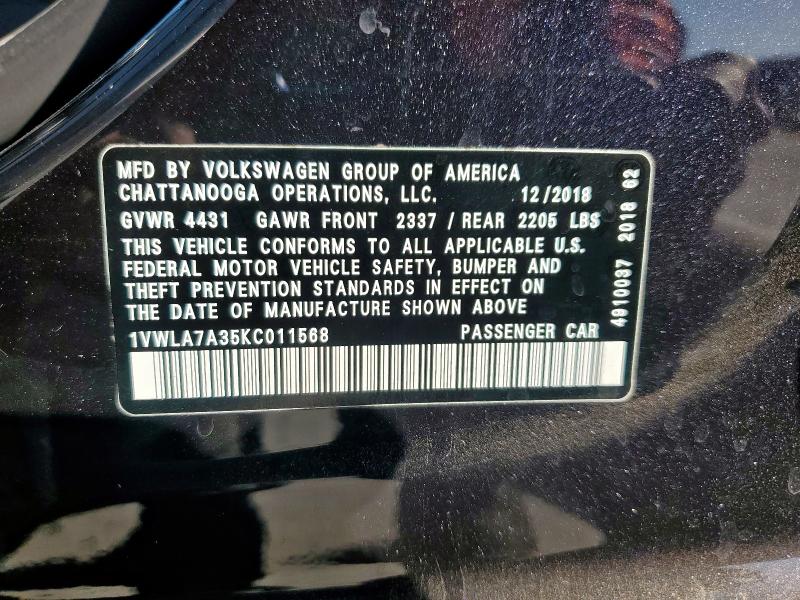 MFD BY VOLKSWAGEN GROUP OF AMERICA
CHATTANOOGA OPERATIONS, LLC. 12/2018
GVWR 4431 GAWR FRONT 2337 / REAR 2205 LBS
THIS VEHICLE CONFORMS TO ALL APPLICABLE U.S.
FEDERAL MOTOR VEHICLE SAFETY, BUMPER AND
THEFT PREVENTION STANDARDS IN EFFECT ON
THE DATE OF MANUFACTURE SHOWN ABOVE
1VWLA7A35KC011568 PASSENGER CAR
4910037 2018 62